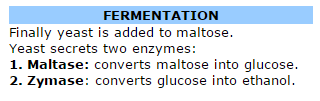 FERMENTATION
Finally yeast is added to maltose.
Yeast secrets two enzymes:
1. Maltase: converts maltose into glucose.
2. Zymase: converts glucose into ethanol.